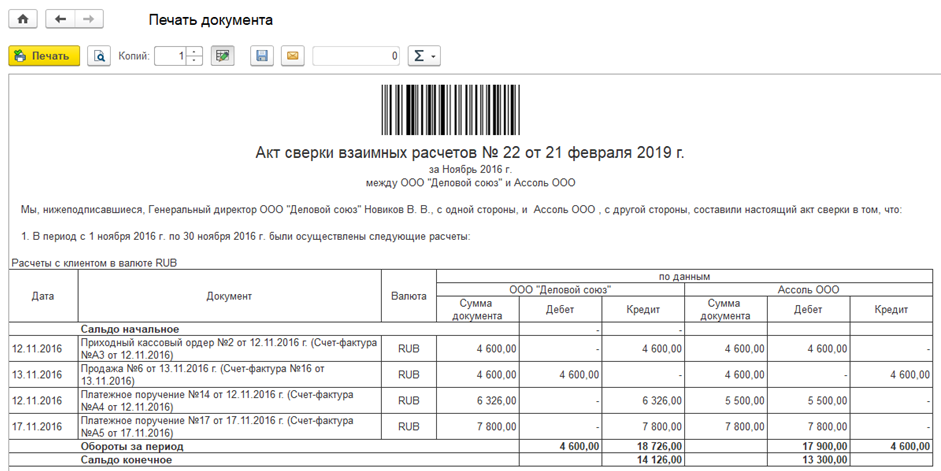 Печать документа
Печать Копий: 1 0 Σ
Акт сверки взаимных расчетов № 22 от 21 февраля 2019 г.
за Ноябрь 2016 г.
между ООО "Деловой союз" и Ассоль ООО
Мы, нижеподписавшиеся, Генеральный директор ООО "Деловой союз" Новиков В. В., с одной стороны, и Ассоль ООО , с другой стороны, составили настоящий акт сверки в том, что:
1. В период с 1 ноября 2016 г. по 30 ноября 2016 г. были осуществлены следующие расчеты:
Расчеты с клиентом в валюте RUB
по данным
Дата Документ Валюта ООО "Деловой союз" Ассоль ООО
Сумма Дебет Кредит Сумма Дебет Кредит
документа документа
Сальдо начальное - -
12.11.2016 Приходный кассовый ордер №2 от 12.11.2016 г. (Счет-фактура RUB 4 600,00 - 4 600,00 4 600,00 4 600,00 -
№А3 от 12.11.2016)
13.11.2016 Продажа №6 от 13.11.2016 г. (Счет-фактура №16 от RUB 4 600,00 4 600,00 - 4 600,00 - 4 600,00
13.11.2016)
12.11.2016 Платежное поручение №14 от 12.11.2016 г. (Счет-фактура RUB 6 326,00 - 6 326,00 5 500,00 5 500,00 -
№А4 от 12.11.2016)
17.11.2016 Платежное поручение №17 от 17.11.2016 г. (Счет-фактура RUB 7 800,00 - 7 800,00 7 800,00 7 800,00 -
№А5 от 17.11.2016)
Обороты за период 4 600,00 18 726,00 17 900,00 4 600,00
Сальдо конечное 14 126,00 13 300,00